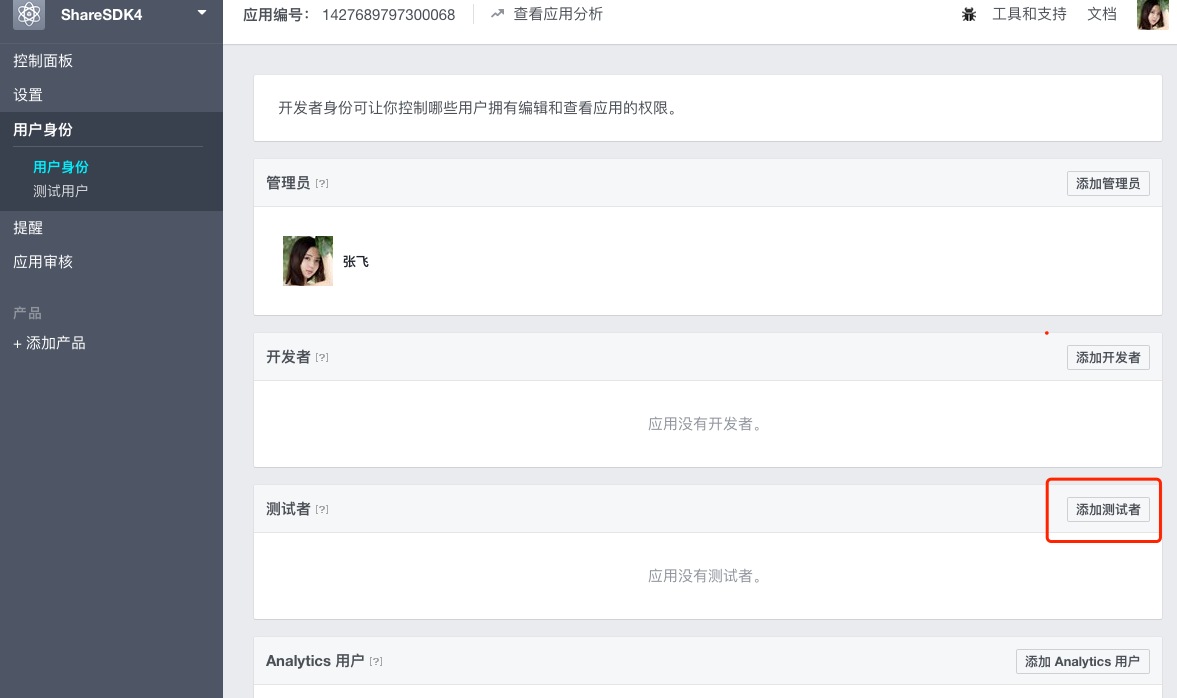 ShareSDK4
应用编号： 1427689797300068
查看应用分析
工具和支持
文档
控制面板
设置
用户身份
用户身份
测试用户
提醒
应用审核
产品
+ 添加产品
开发者身份可让你控制哪些用户拥有编辑和查看应用的权限。
管理员 [?]
添加管理员
张飞
开发者 [?]
添加开发者
应用没有开发者。
测试者 [?]
添加测试者
应用没有测试者。
Analytics 用户 [?]
添加 Analytics 用户